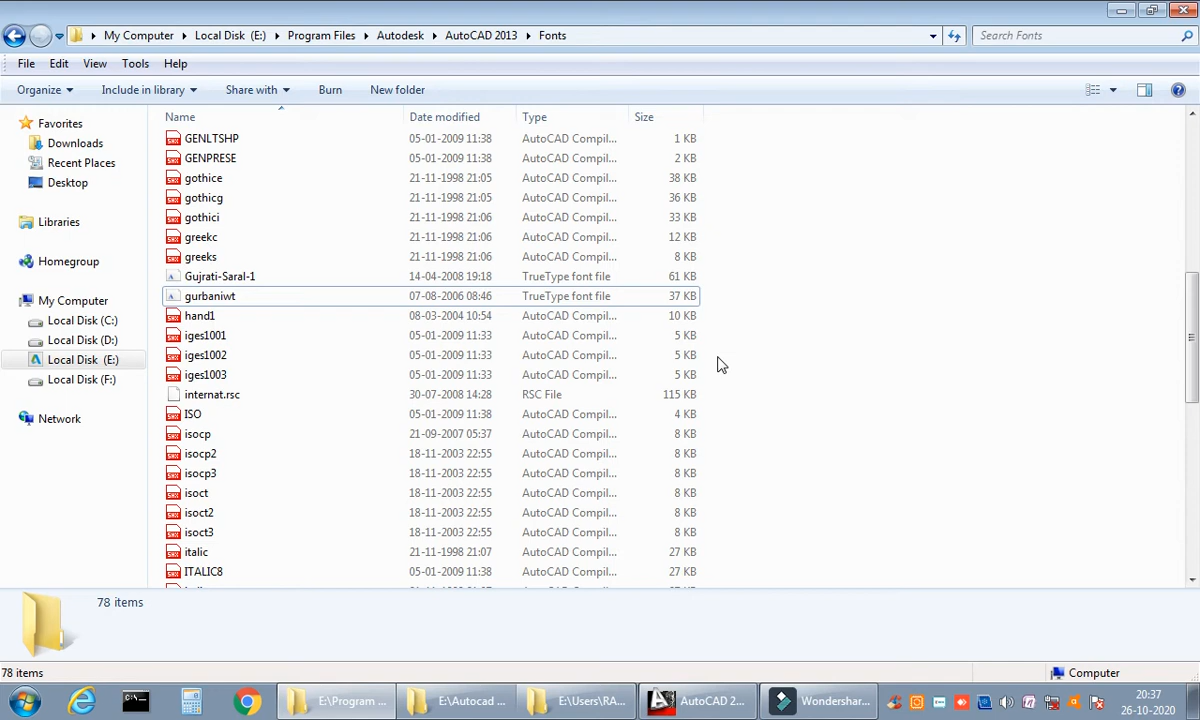 My Computer Local Disk (E:) Program Files Autodesk AutoCAD 2013 Fonts Search Fonts
File Edit View Tools Help
Organize Include in library Share with Burn New folder
Name Date modified Type Size
Favorites
Downloads
Recent Places
Desktop
Libraries
Homegroup
My Computer
Local Disk (C:)
Local Disk (D:)
Local Disk (E:)
Local Disk (F:)
Network
GENLTSHP 05-01-2009 11:38 AutoCAD Compil... 1 KB
GENPRESE 05-01-2009 11:38 AutoCAD Compil... 2 KB
gothice 21-11-1998 21:05 AutoCAD Compil... 38 KB
gothicg 21-11-1998 21:05 AutoCAD Compil... 36 KB
gothici 21-11-1998 21:06 AutoCAD Compil... 33 KB
greekc 21-11-1998 21:06 AutoCAD Compil... 12 KB
greeks 21-11-1998 21:06 AutoCAD Compil... 8 KB
Gujrati-Saral-1 14-04-2008 19:18 TrueType font file 61 KB
gurbaniwt 07-08-2006 08:46 TrueType font file 37 KB
hand1 08-03-2004 10:54 AutoCAD Compil... 10 KB
iges1001 05-01-2009 11:33 AutoCAD Compil... 5 KB
iges1002 05-01-2009 11:33 AutoCAD Compil... 5 KB
iges1003 05-01-2009 11:33 AutoCAD Compil... 5 KB
internat.rsc 30-07-2008 14:28 RSC File 115 KB
ISO 05-01-2009 11:38 AutoCAD Compil... 4 KB
isocp 21-09-2007 05:37 AutoCAD Compil... 8 KB
isocp2 18-11-2003 22:55 AutoCAD Compil... 8 KB
isocp3 18-11-2003 22:55 AutoCAD Compil... 8 KB
isoct 18-11-2003 22:55 AutoCAD Compil... 8 KB
isoct2 18-11-2003 22:55 AutoCAD Compil... 8 KB
isoct3 18-11-2003 22:55 AutoCAD Compil... 8 KB
italic 21-11-1998 21:07 AutoCAD Compil... 27 KB
ITALIC8 05-01-2009 11:38 AutoCAD Compil... 27 KB
78 items
78 items Computer
E:\Program ... E:\Autocad ... E:\Users\RA... AutoCAD 2... Wondershar... 20:37
26-10-2020